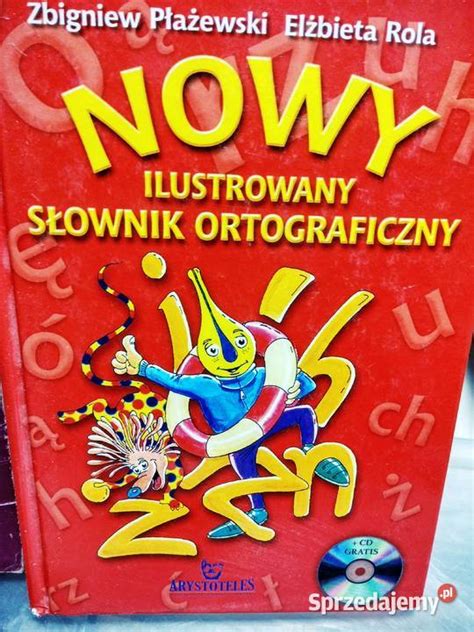 Zbigniew Płażewski Elżbieta Rola
NOWY
ILUSTROWANY
SŁOWNIK ORTOGRAFICZNY
+ CD
GRATIS
ARYSTOTELES
Sprzedajemy.pl